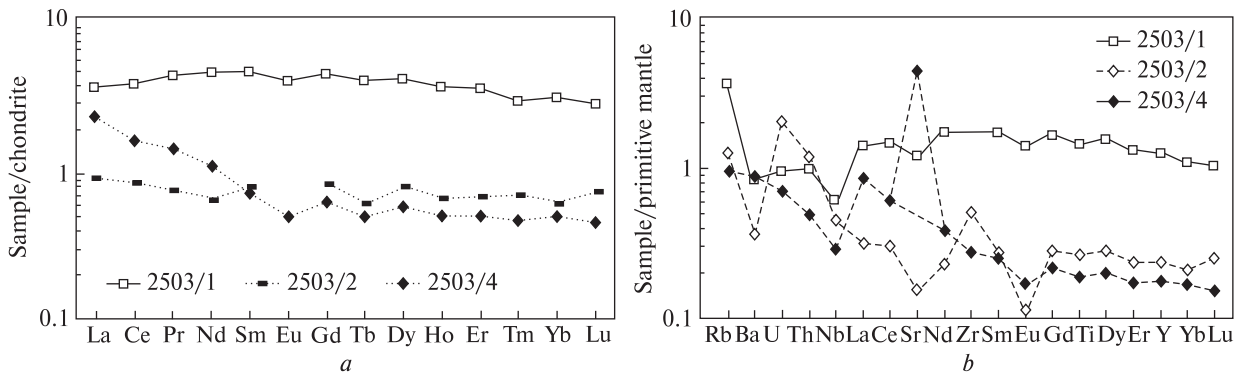 10
1
0.1
Sample/chondrite
2503/1 2503/2 2503/4
La Ce Pr Nd Sm Eu Gd Tb Dy Ho Er Tm Yb Lu
a
10
1
0.1
Sample/primitive mantle
2503/1
2503/2
2503/4
Rb Ba U Th Nb La Ce Sr Nd Zr Sm Eu Gd Ti Dy Er Y Yb Lu
b